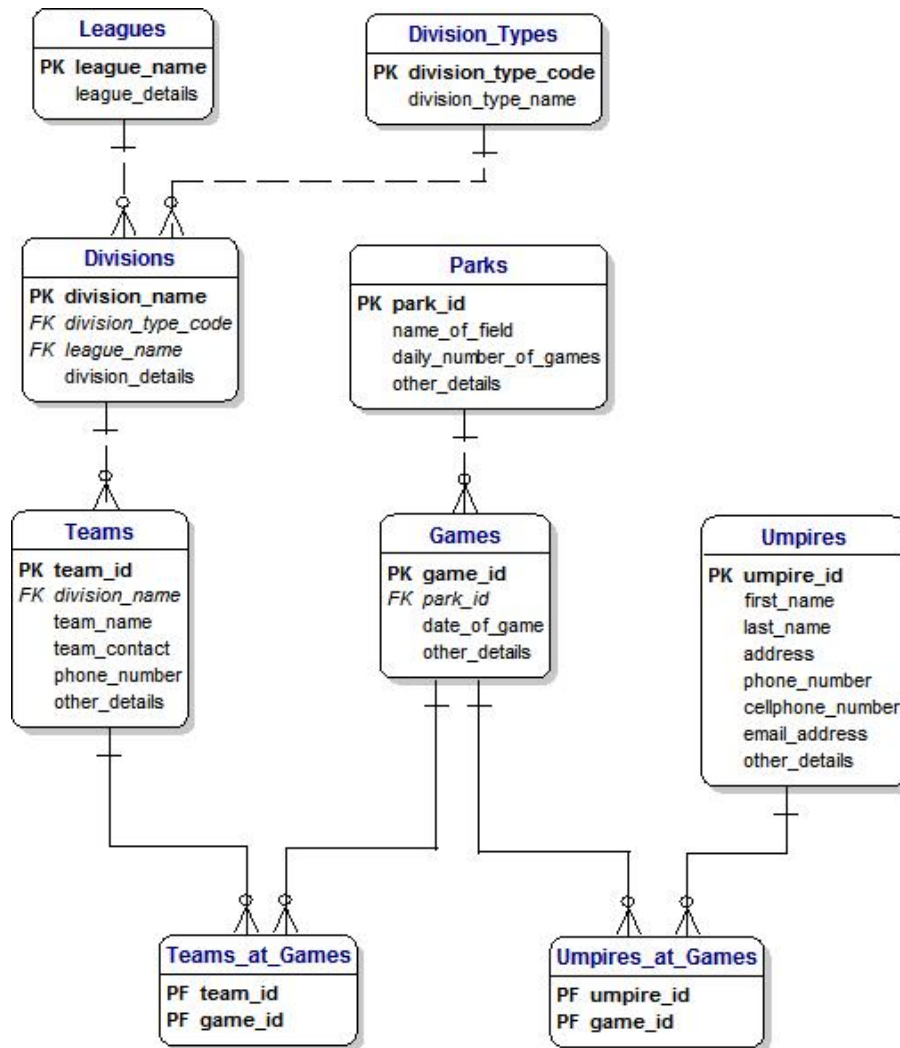 Leagues
PK league_name
league_details
Division_Types
PK division_type_code
division_type_name
Divisions
PK division_name
FK division_type_code
FK league_name
division_details
Parks
PK park_id
name_of_field
daily_number_of_games
other_details
Teams
PK team_id
FK division_name
team_name
team_contact
phone_number
other_details
Games
PK game_id
FK park_id
date_of_game
other_details
Umpires
PK umpire_id
first_name
last_name
address
phone_number
cellphone_number
email_address
other_details
Teams_at_Games
PF team_id
PF game_id
Umpires_at_Games
PF umpire_id
PF game_id